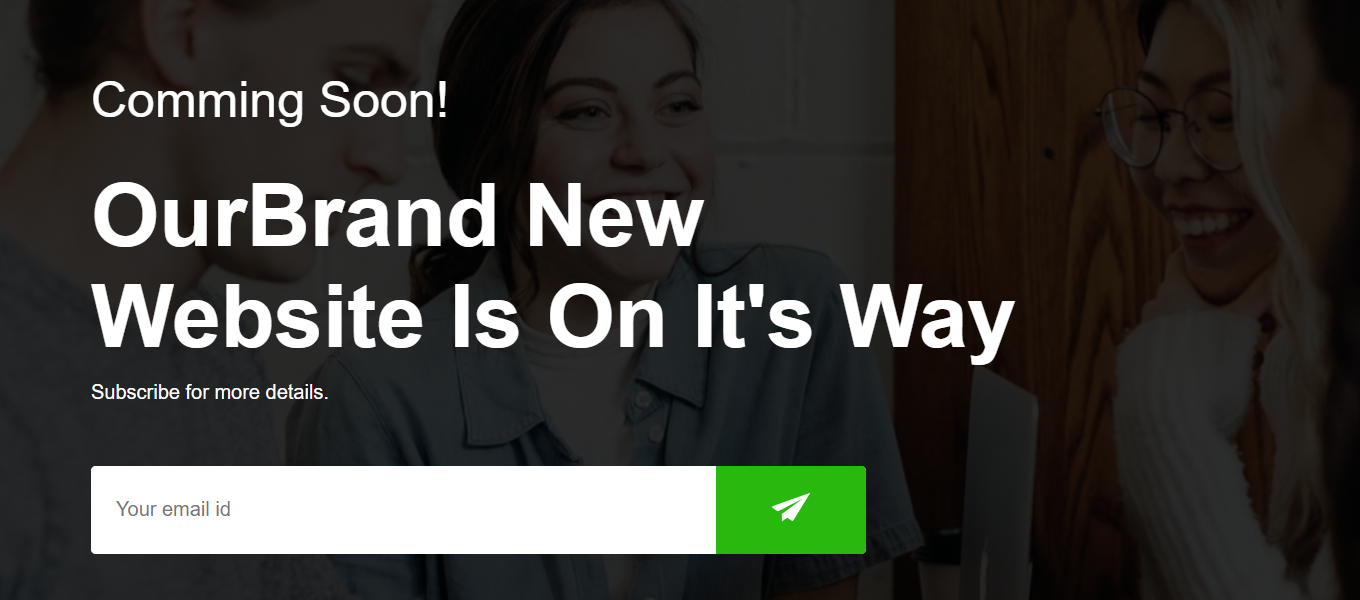 Comming Soon!
OurBrand New
Website Is On It's Way
Subscribe for more details.
Your email id